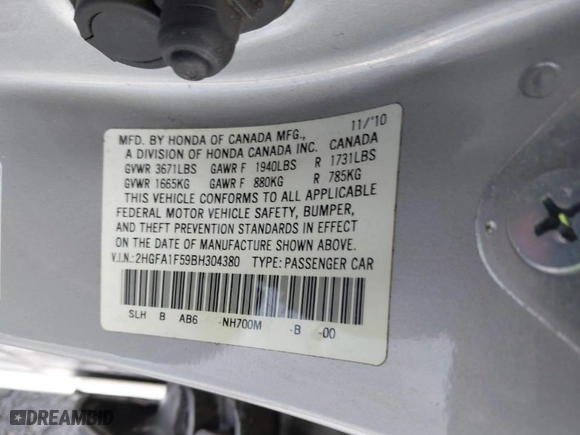 11/'10
MFD. BY HONDA OF CANADA MFG., CANADA
A DIVISION OF HONDA CANADA INC.
GVWR 3671LBS GAWR F 1940LBS R 1731LBS
GVWR 1665KG GAWR F 880KG R 785KG
THIS VEHICLE CONFORMS TO ALL APPLICABLE
FEDERAL MOTOR VEHICLE SAFETY, BUMPER,
AND THEFT PREVENTION STANDARDS IN EFFECT
ON THE DATE OF MANUFACTURE SHOWN ABOVE.
V.I.N.: 2HGFA1F59BH304380 TYPE: PASSENGER CAR
SLH B AB6 -NH700M -B -00
DREAMBID